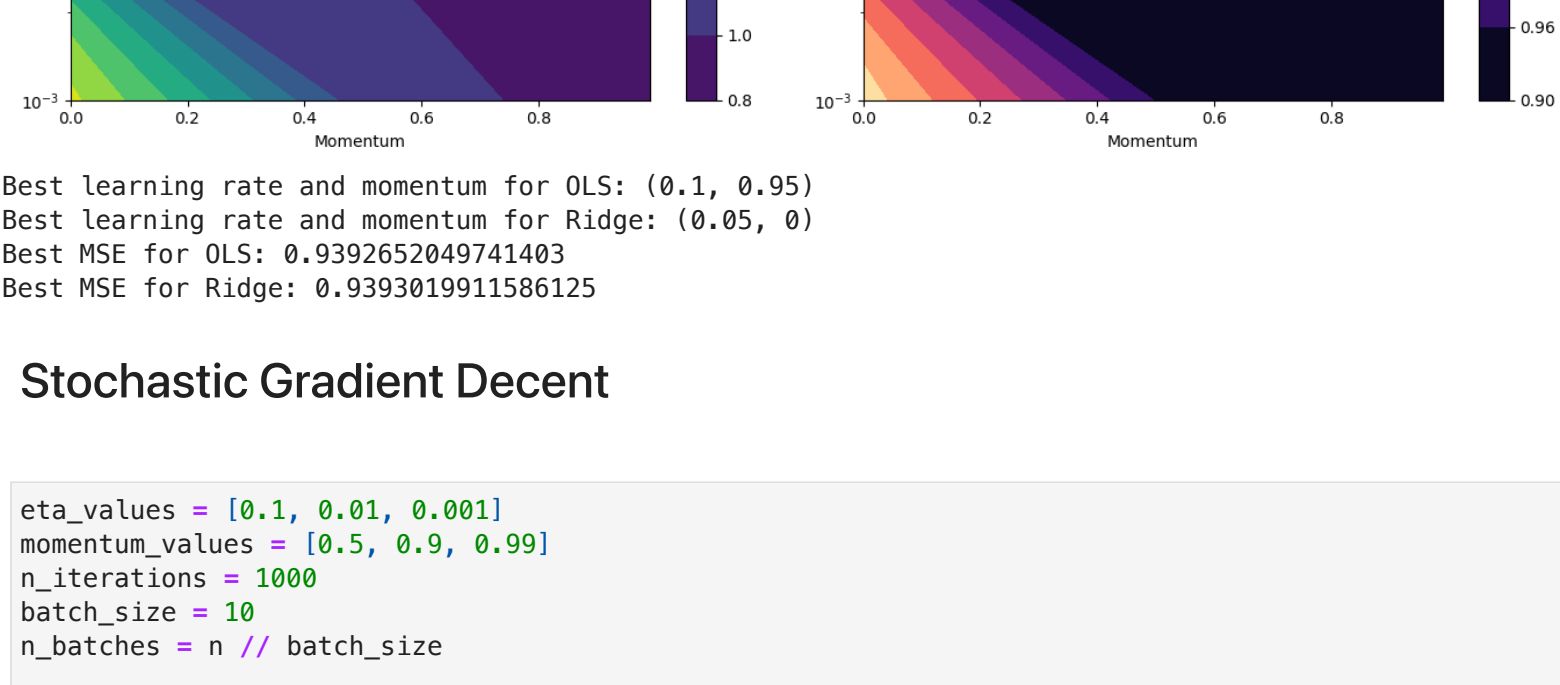 1.0
0.96
10⁻³
0.8
10⁻³
0.90
0.0 0.2 0.4 0.6 0.8
0.0 0.2 0.4 0.6 0.8
Momentum
Momentum
Best learning rate and momentum for OLS: (0.1, 0.95)
Best learning rate and momentum for Ridge: (0.05, 0)
Best MSE for OLS: 0.9392652049741403
Best MSE for Ridge: 0.9393019911586125
Stochastic Gradient Decent
eta_values = [0.1, 0.01, 0.001]
momentum_values = [0.5, 0.9, 0.99]
n_iterations = 1000
batch_size = 10
n_batches = n // batch_size